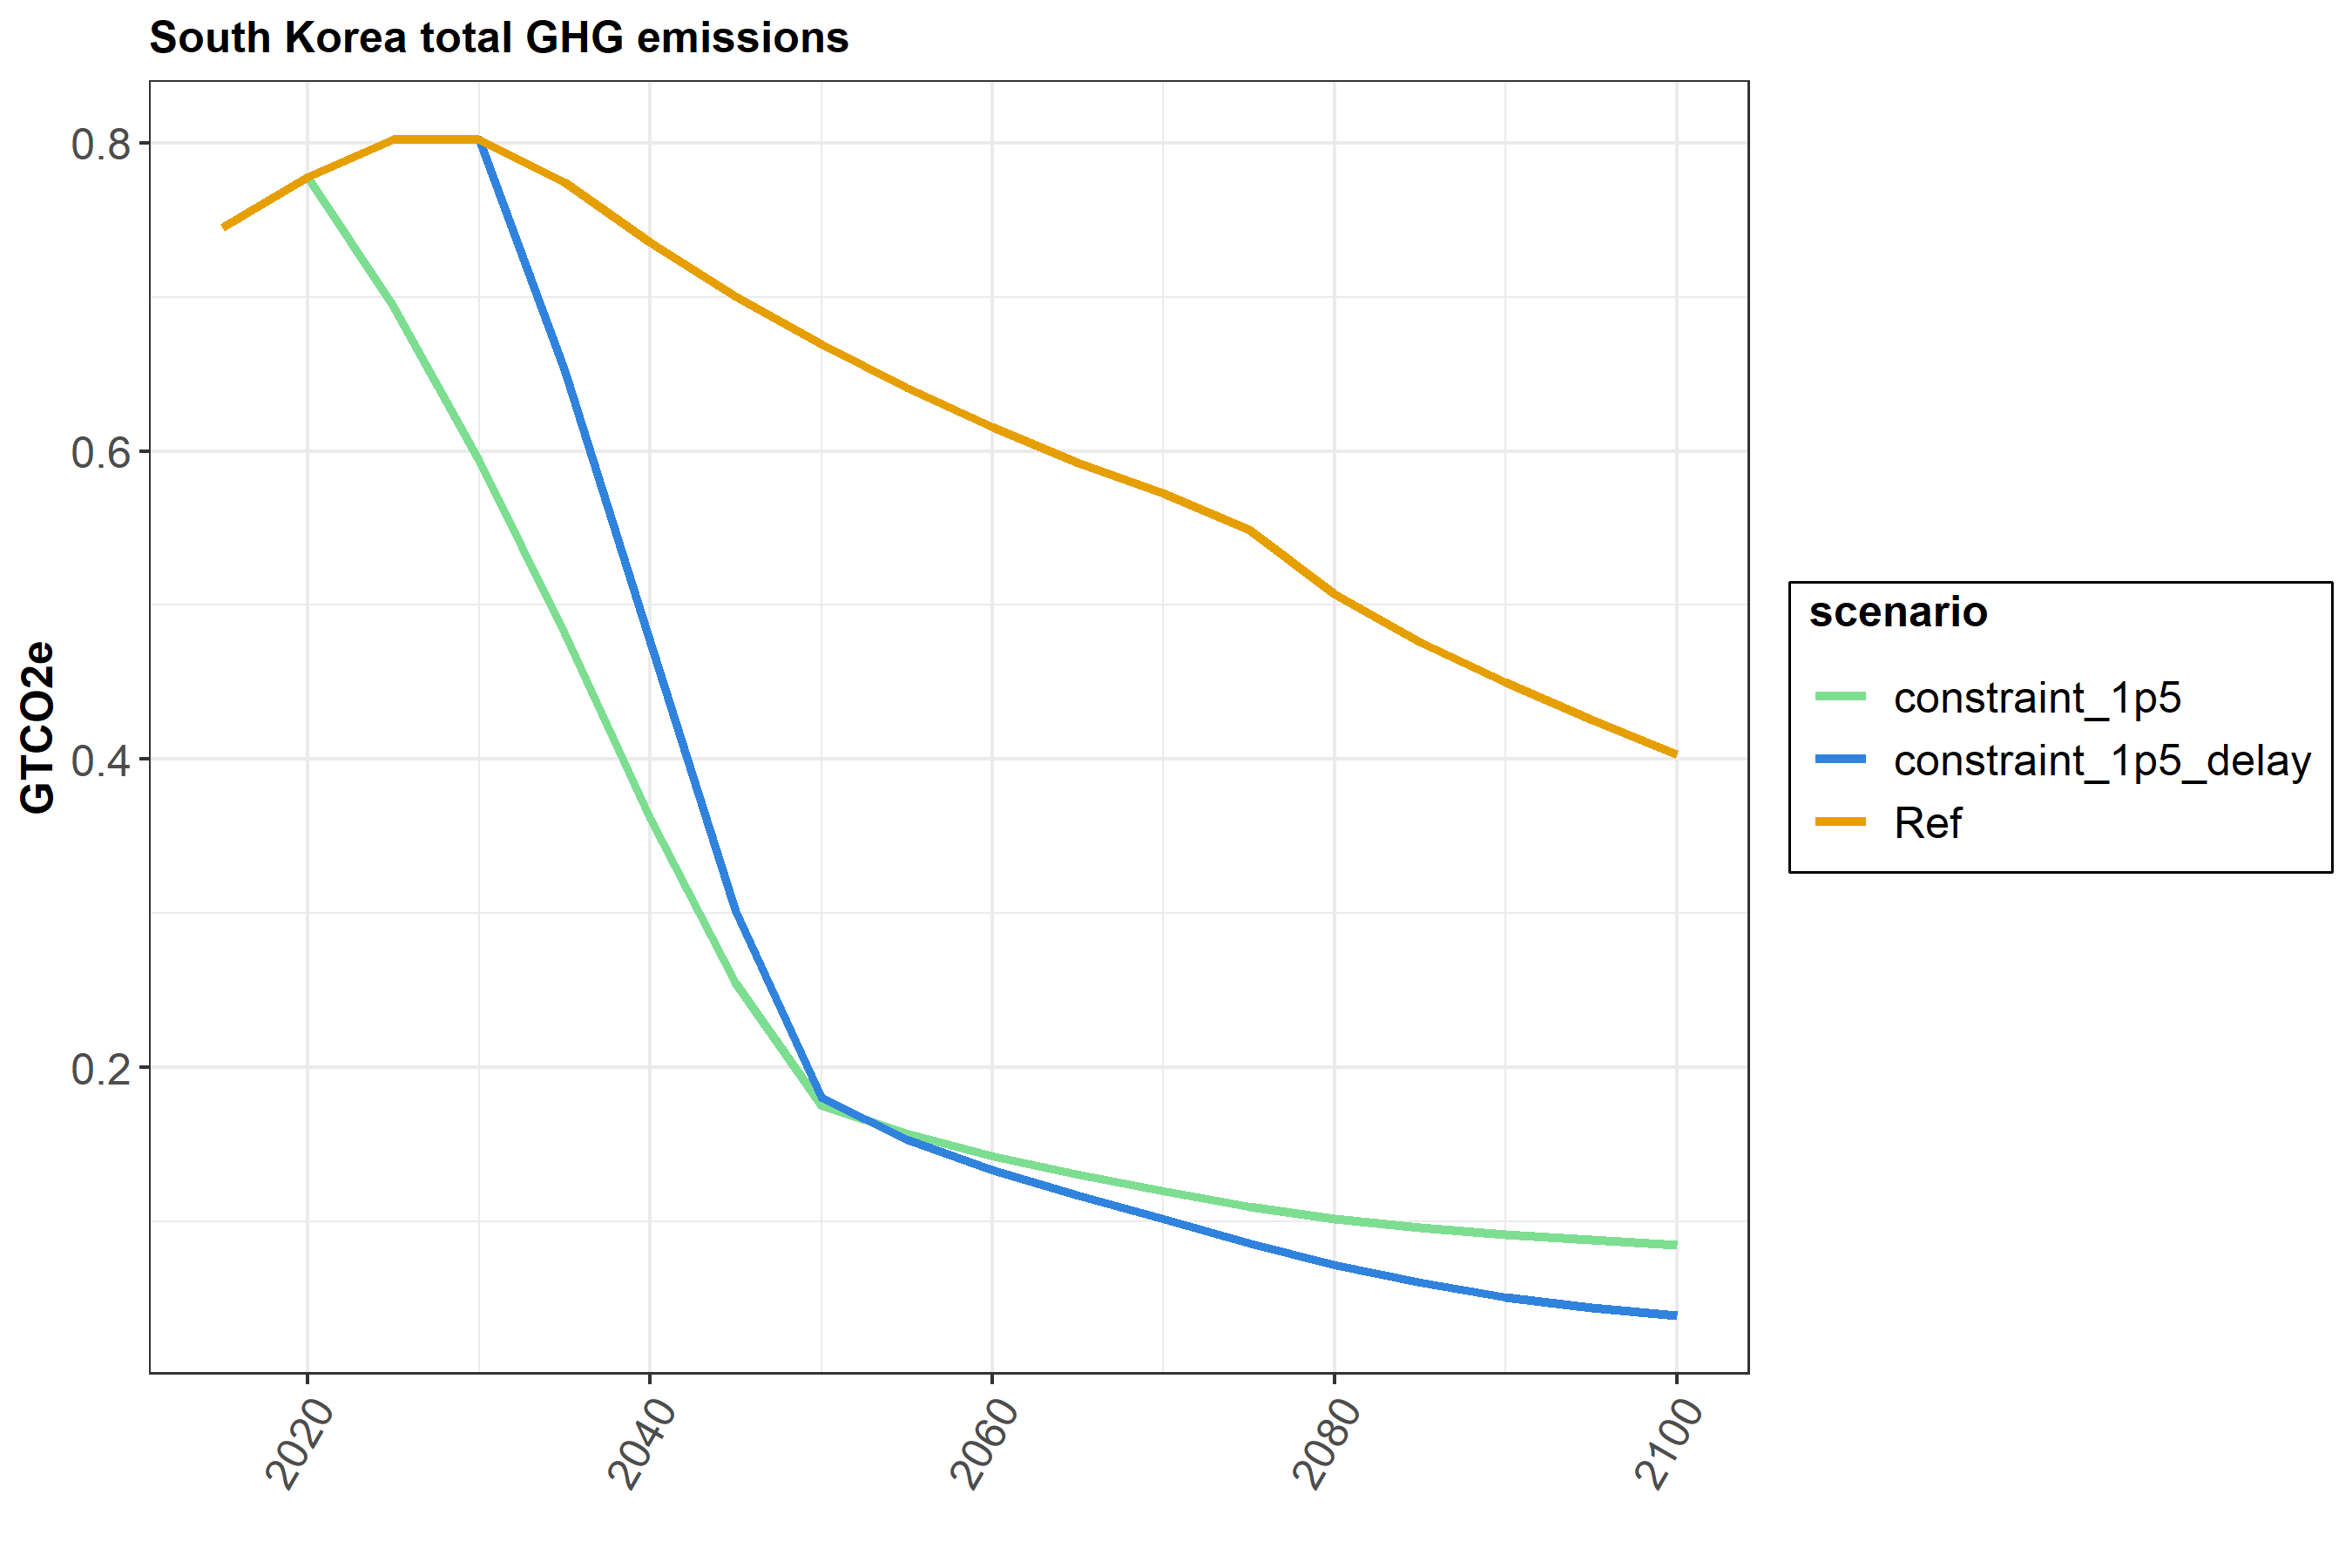 South Korea total GHG emissions
GTCO2e
0.8
0.6
0.4
0.2
2020
2040
2060
2080
2100
scenario
constraint_1p5
constraint_1p5_delay
Ref